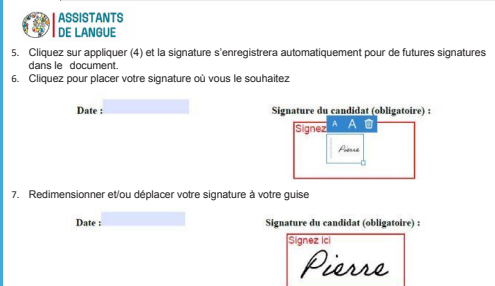 ASSISTANTS
DE LANGUE
5. Cliquez sur appliquer (4) et la signature s'enregistrera automatiquement pour de futures signatures
dans le document.
6. Cliquez pour placer votre signature où vous le souhaitez
Date :
Signature du candidat (obligatoire) :
Signez
A A
Pierre
7. Redimensionner et/ou déplacer votre signature à votre guise
Date :
Signature du candidat (obligatoire) :
Signez ici
Pierre